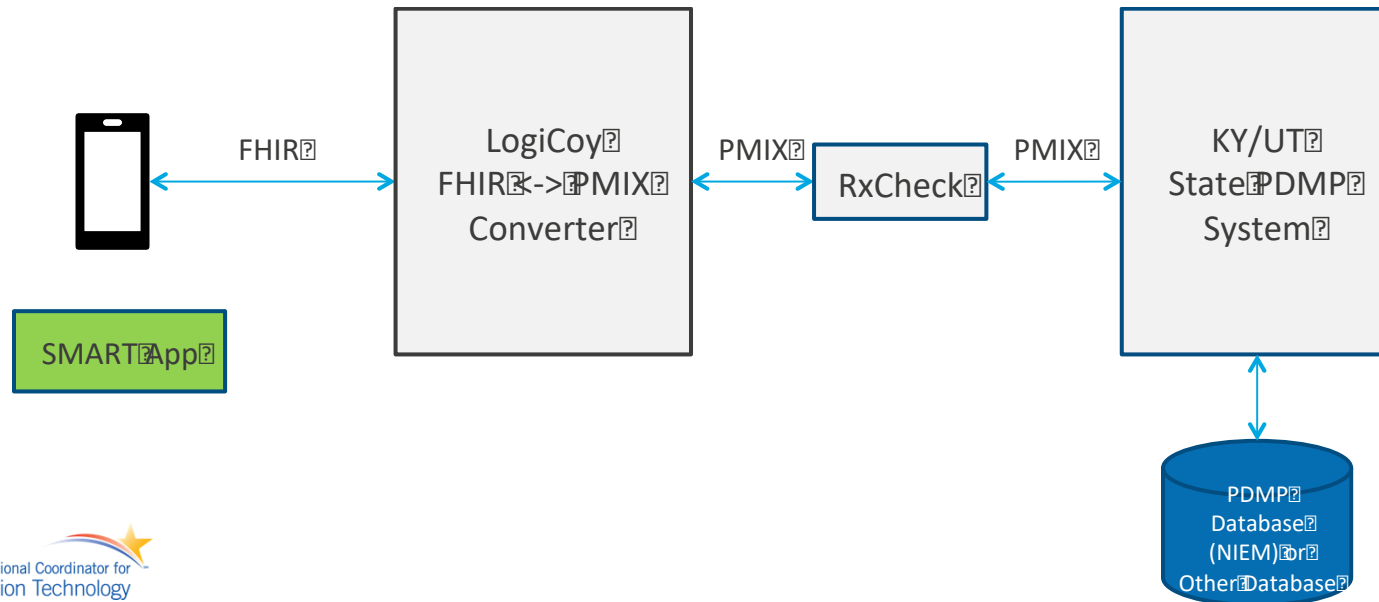 FHIR
LogiCoy
FHIR <-> PMIX
Converter
PMIX
RxCheck
PMIX
KY/UT
State PDMP
System
SMART App
PDMP
Database
(NIEM) or
Other Database
ional Coordinator for
ion Technology